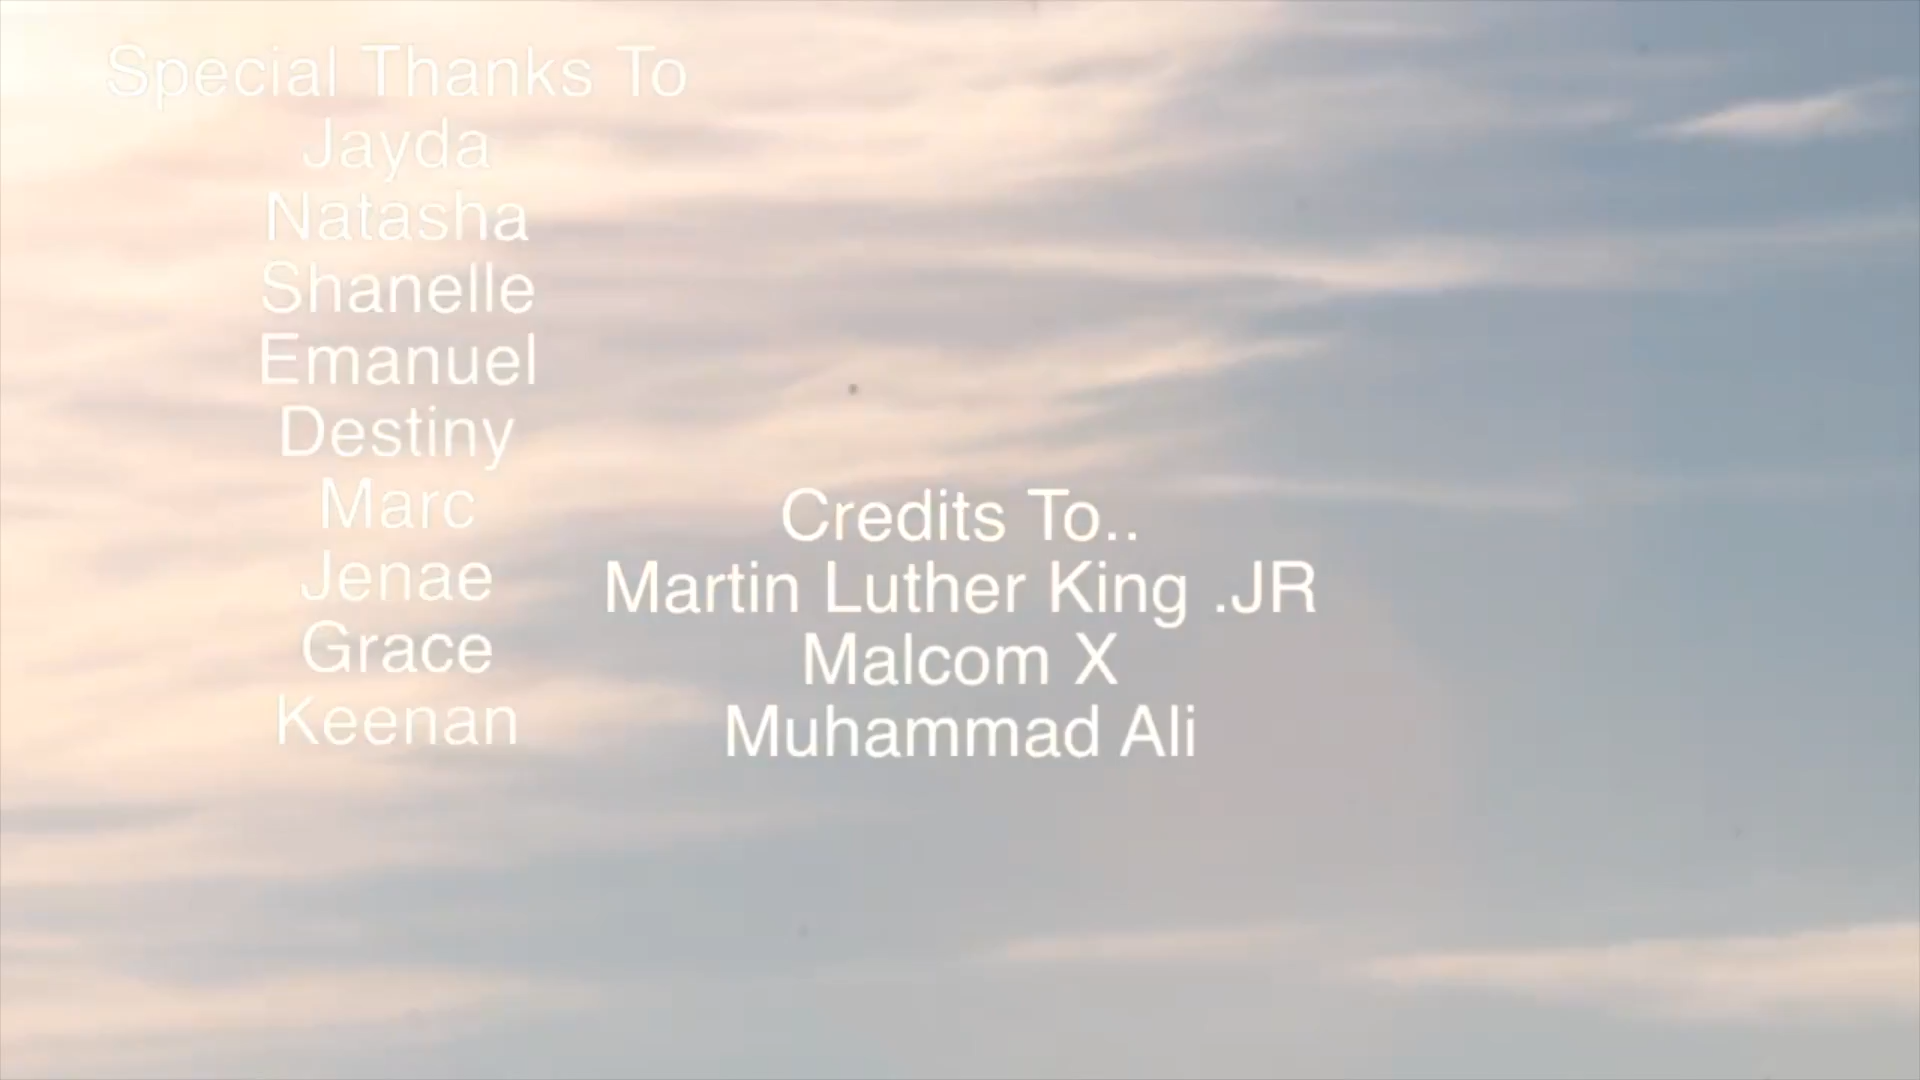 Special Thanks To
Jayda
Natasha
Shanelle
Emanuel
Destiny
Marc
Jenae
Grace
Keenan
Credits To..
Martin Luther King .JR
Malcom X
Muhammad Ali